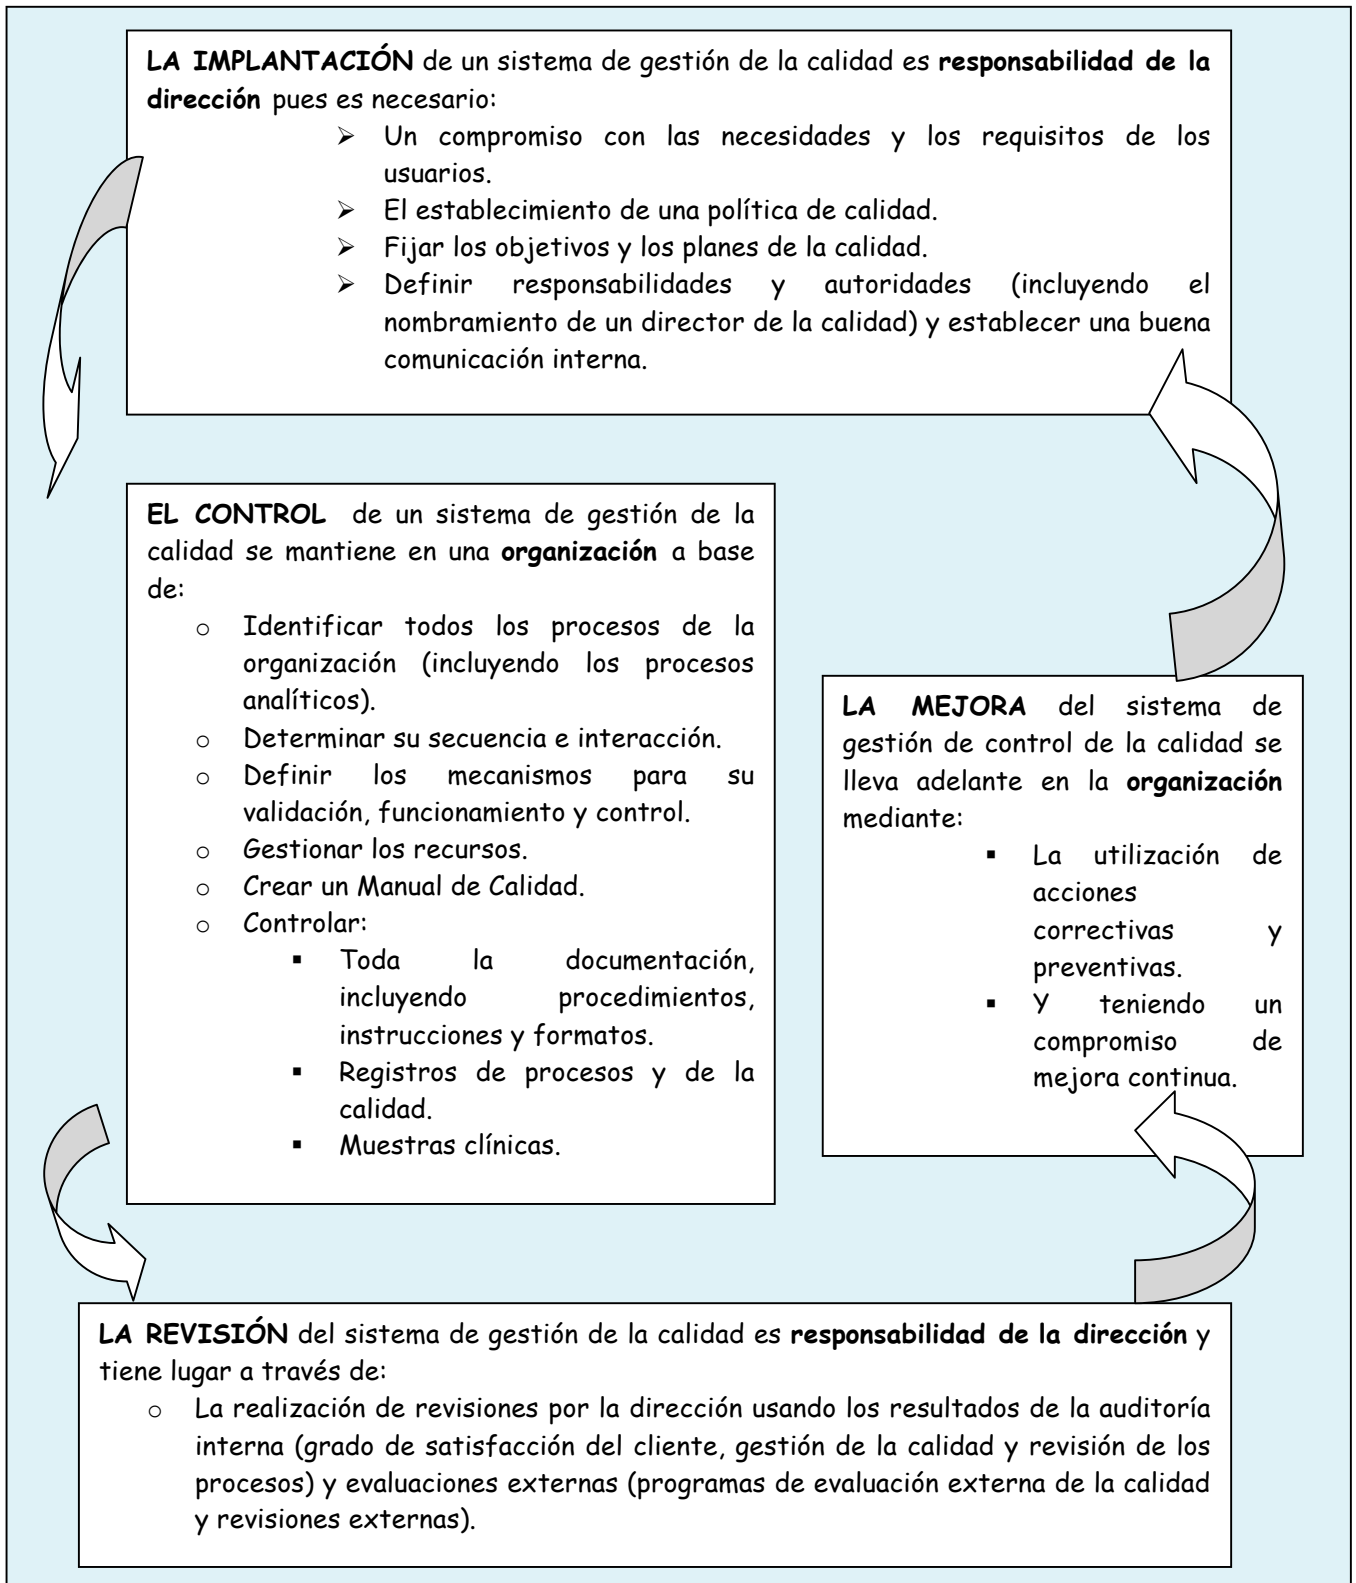 LA IMPLANTACIÓN de un sistema de gestión de la calidad es responsabilidad de la
dirección pues es necesario:
➢ Un compromiso con las necesidades y los requisitos de los
usuarios.
➢ El establecimiento de una política de calidad.
➢ Fijar los objetivos y los planes de la calidad.
➢ Definir responsabilidades y autoridades (incluyendo el
nombramiento de un director de la calidad) y establecer una buena
comunicación interna.
EL CONTROL de un sistema de gestión de la
calidad se mantiene en una organización a base
de:
o Identificar todos los procesos de la
organización (incluyendo los procesos
analíticos).
o Determinar su secuencia e interacción.
o Definir los mecanismos para su
validación, funcionamiento y control.
o Gestionar los recursos.
o Crear un Manual de Calidad.
o Controlar:
▪ Toda la documentación,
incluyendo procedimientos,
instrucciones y formatos.
▪ Registros de procesos y de la
calidad.
▪ Muestras clínicas.
LA MEJORA del sistema de
gestión de control de la calidad se
lleva adelante en la organización
mediante:
▪ La utilización de
acciones
correctivas y
preventivas.
▪ Y teniendo un
compromiso de
mejora continua.
LA REVISIÓN del sistema de gestión de la calidad es responsabilidad de la dirección y
tiene lugar a través de:
o La realización de revisiones por la dirección usando los resultados de la auditoría
interna (grado de satisfacción del cliente, gestión de la calidad y revisión de los
procesos) y evaluaciones externas (programas de evaluación externa de la calidad
y revisiones externas).